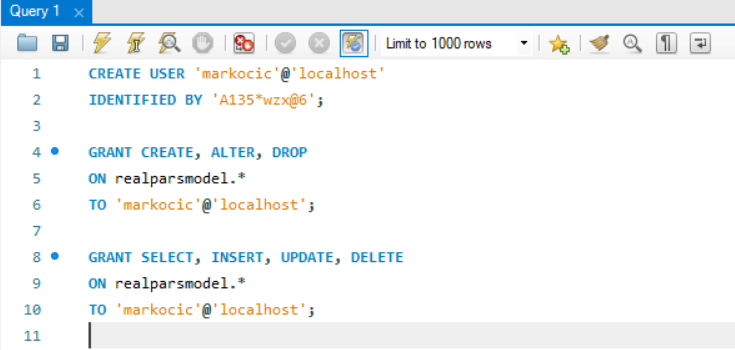 Query 1
Limit to 1000 rows
1 CREATE USER 'markocic'@'localhost'
2 IDENTIFIED BY 'A135*wzx@6';
3
4 GRANT CREATE, ALTER, DROP
5 ON realparsmodel.*
6 TO 'markocic'@'localhost';
7
8 GRANT SELECT, INSERT, UPDATE, DELETE
9 ON realparsmodel.*
10 TO 'markocic'@'localhost';
11